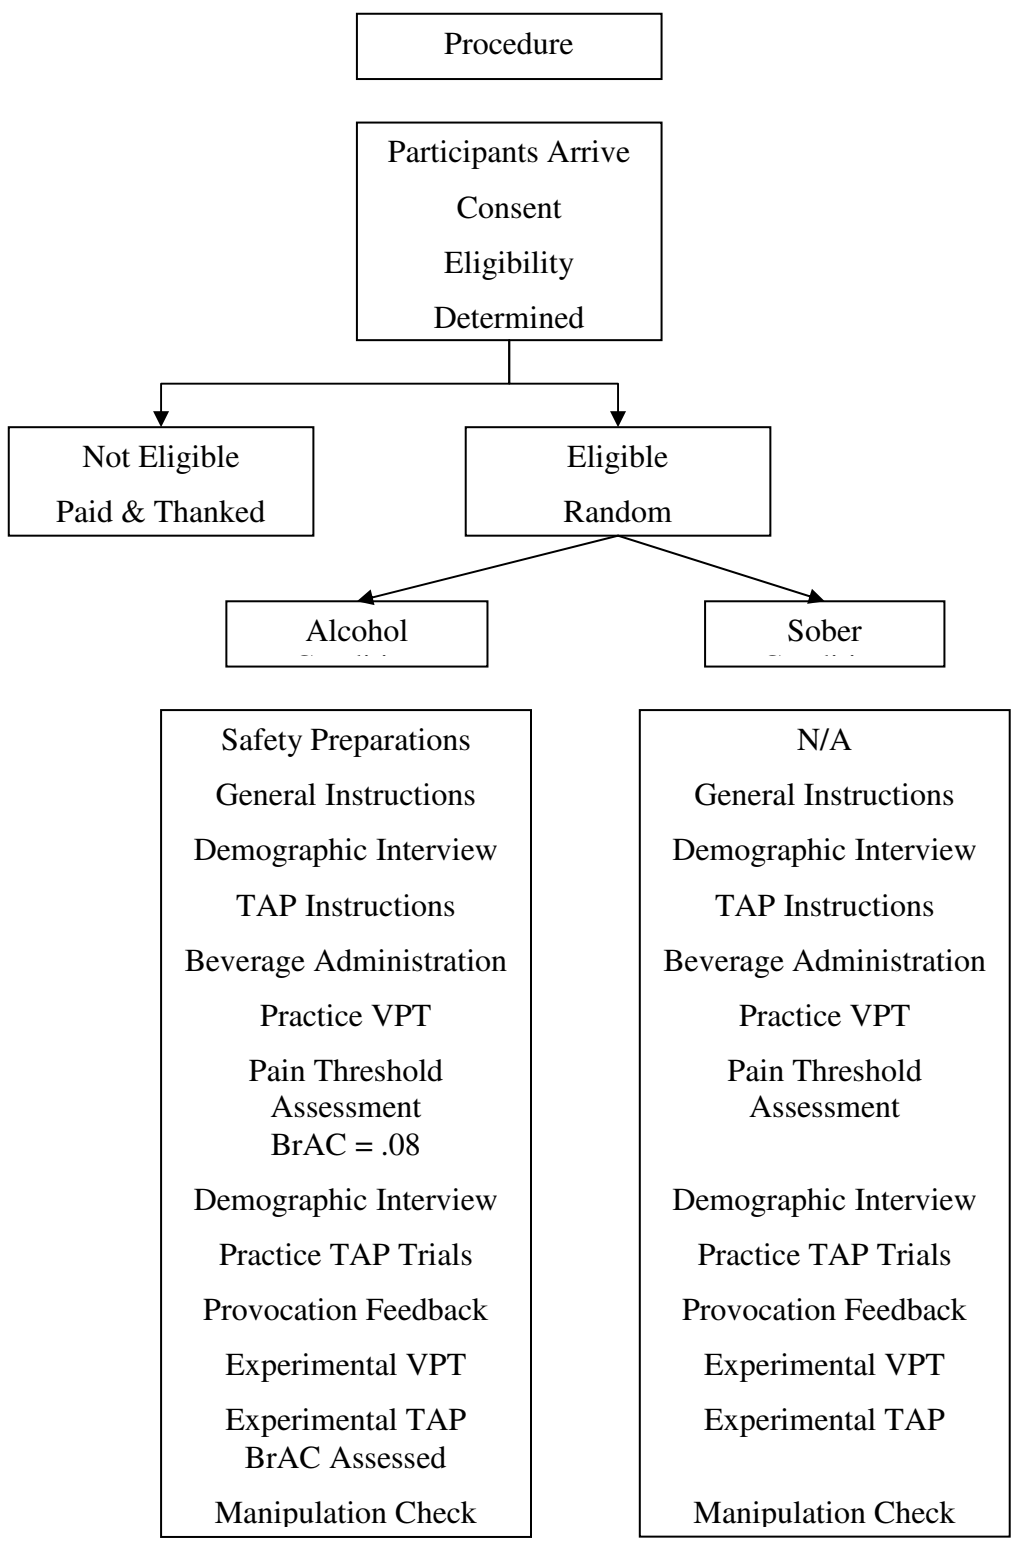 Procedure
Participants Arrive
Consent
Eligibility
Determined
Not Eligible
Paid & Thanked
Eligible
Random
Alcohol
Sober
Safety Preparations
General Instructions
Demographic Interview
TAP Instructions
Beverage Administration
Practice VPT
Pain Threshold
Assessment
BrAC = .08
Demographic Interview
Practice TAP Trials
Provocation Feedback
Experimental VPT
Experimental TAP
BrAC Assessed
Manipulation Check
N/A
General Instructions
Demographic Interview
TAP Instructions
Beverage Administration
Practice VPT
Pain Threshold
Assessment
Demographic Interview
Practice TAP Trials
Provocation Feedback
Experimental VPT
Experimental TAP
Manipulation Check